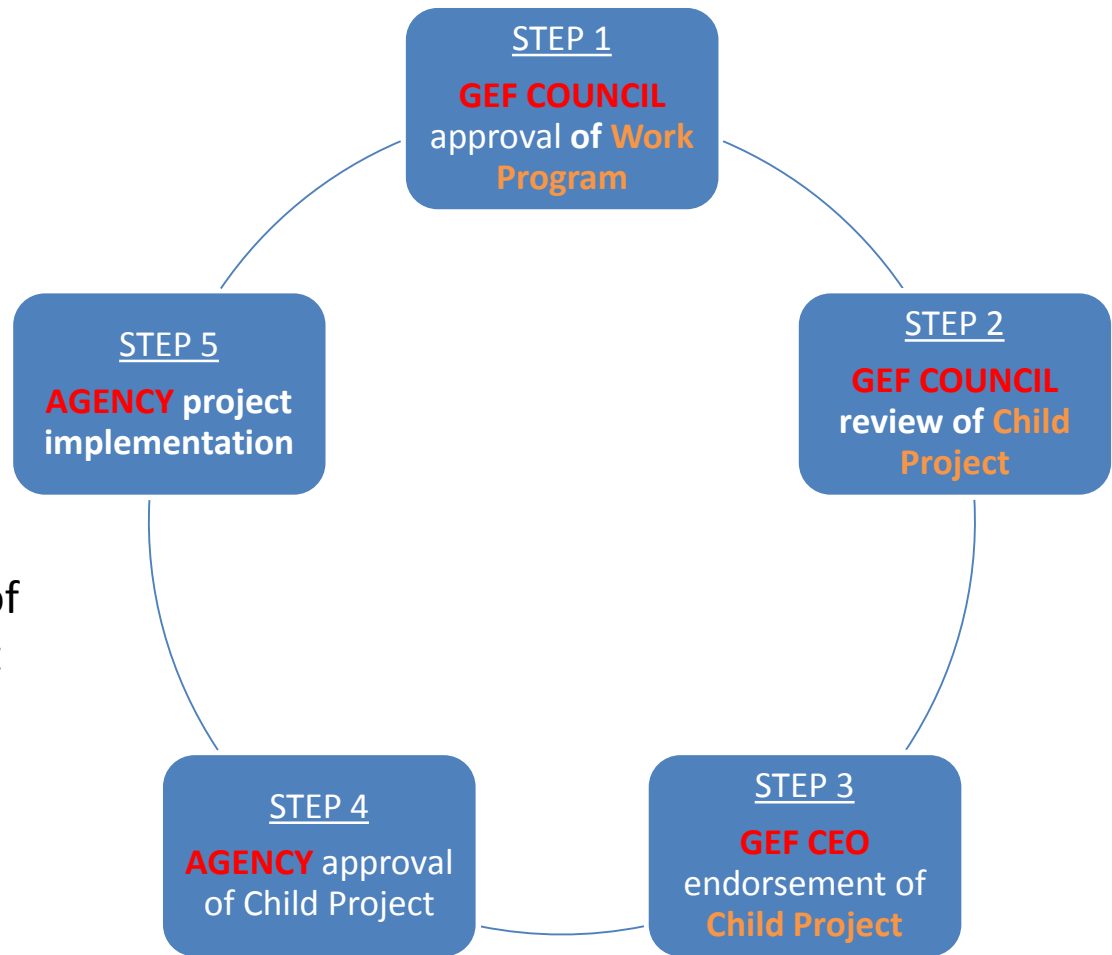 STEP 1
GEF COUNCIL
approval of Work
Program
STEP 2
GEF COUNCIL
review of Child
Project
STEP 3
GEF CEO
endorsement of
Child Project
STEP 4
AGENCY approval
of Child Project
STEP 5
AGENCY project
implementation
of